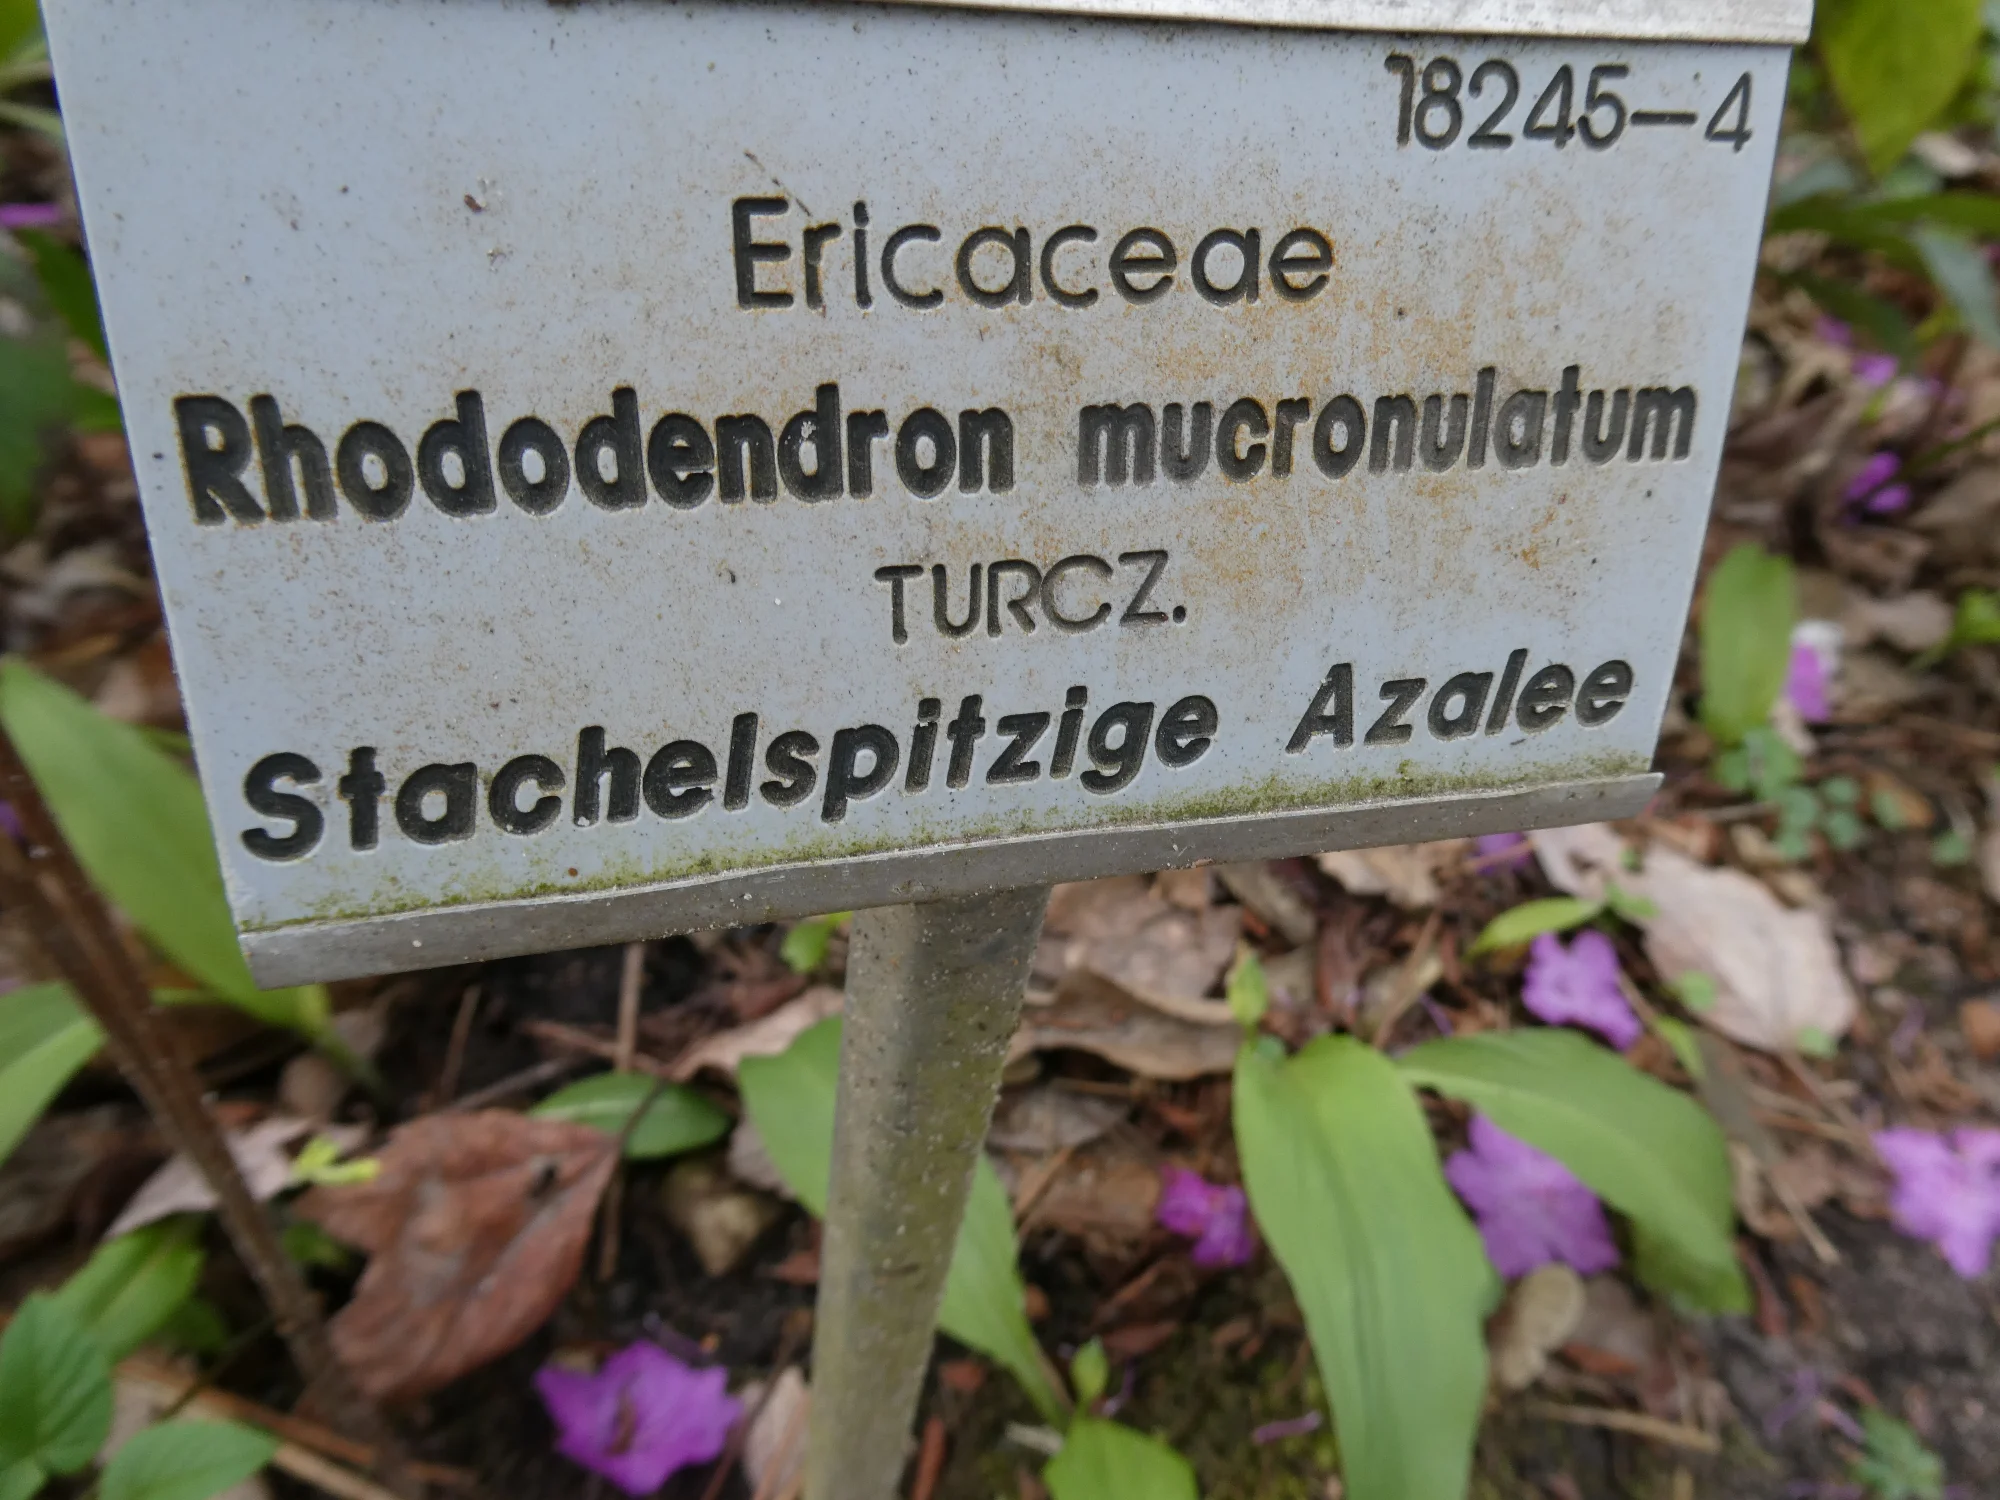 18245-4
Ericaceae
Rhododendron mucronulatum
TURCZ.
Stachelspitzige Azalee